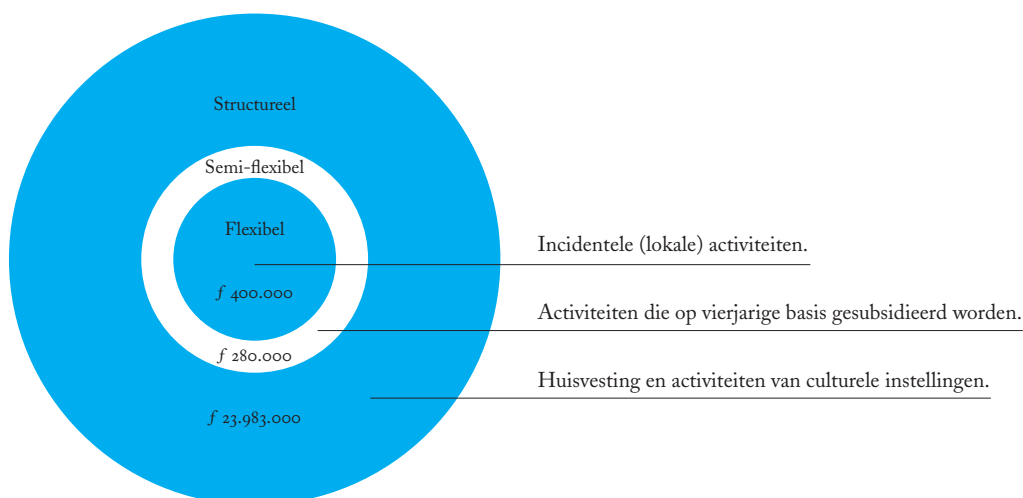 Structureel
Semi-flexibel
Flexibel
Incidentele (lokale) activiteiten.
ƒ 400.000
Activiteiten die op vierjarige basis gesubsidieerd worden.
ƒ 280.000
Huisvesting en activiteiten van culturele instellingen.
ƒ 23.983.000